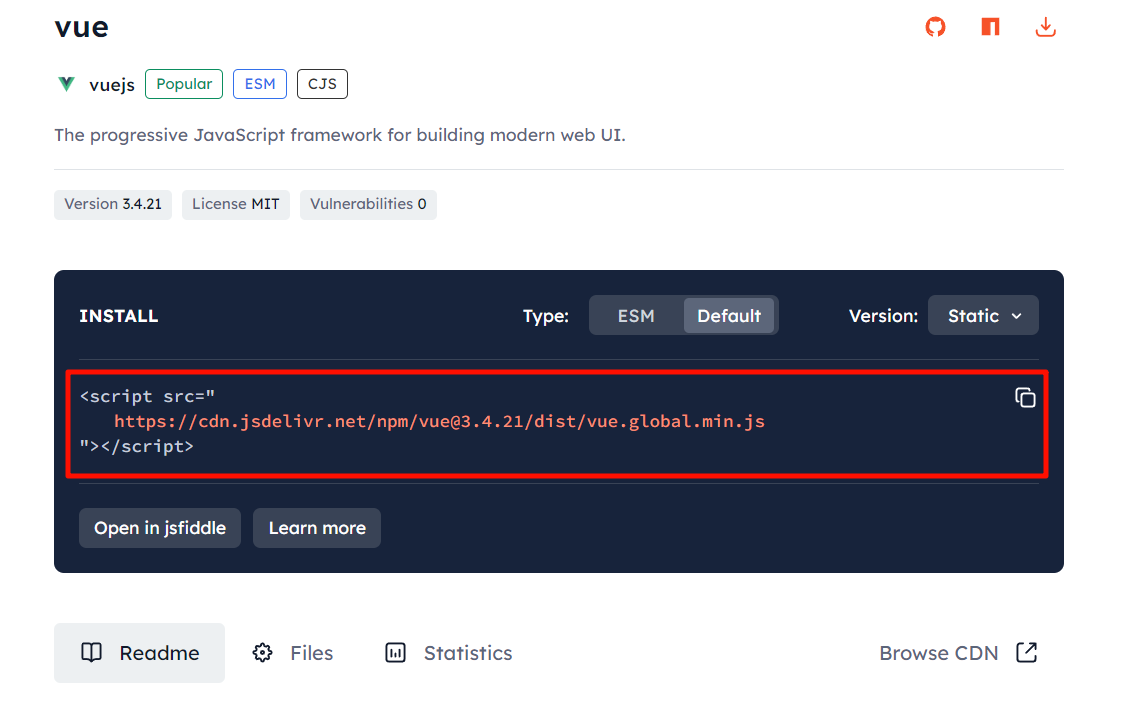 vue
vuejs Popular ESM CJS
The progressive JavaScript framework for building modern web UI.
Version 3.4.21 License MIT Vulnerabilities 0
INSTALL Type: ESM Default Version: Static
<script src="
https://cdn.jsdelivr.net/npm/vue@3.4.21/dist/vue.global.min.js
"></script>
Open in jsfiddle Learn more
Readme Files Statistics Browse CDN